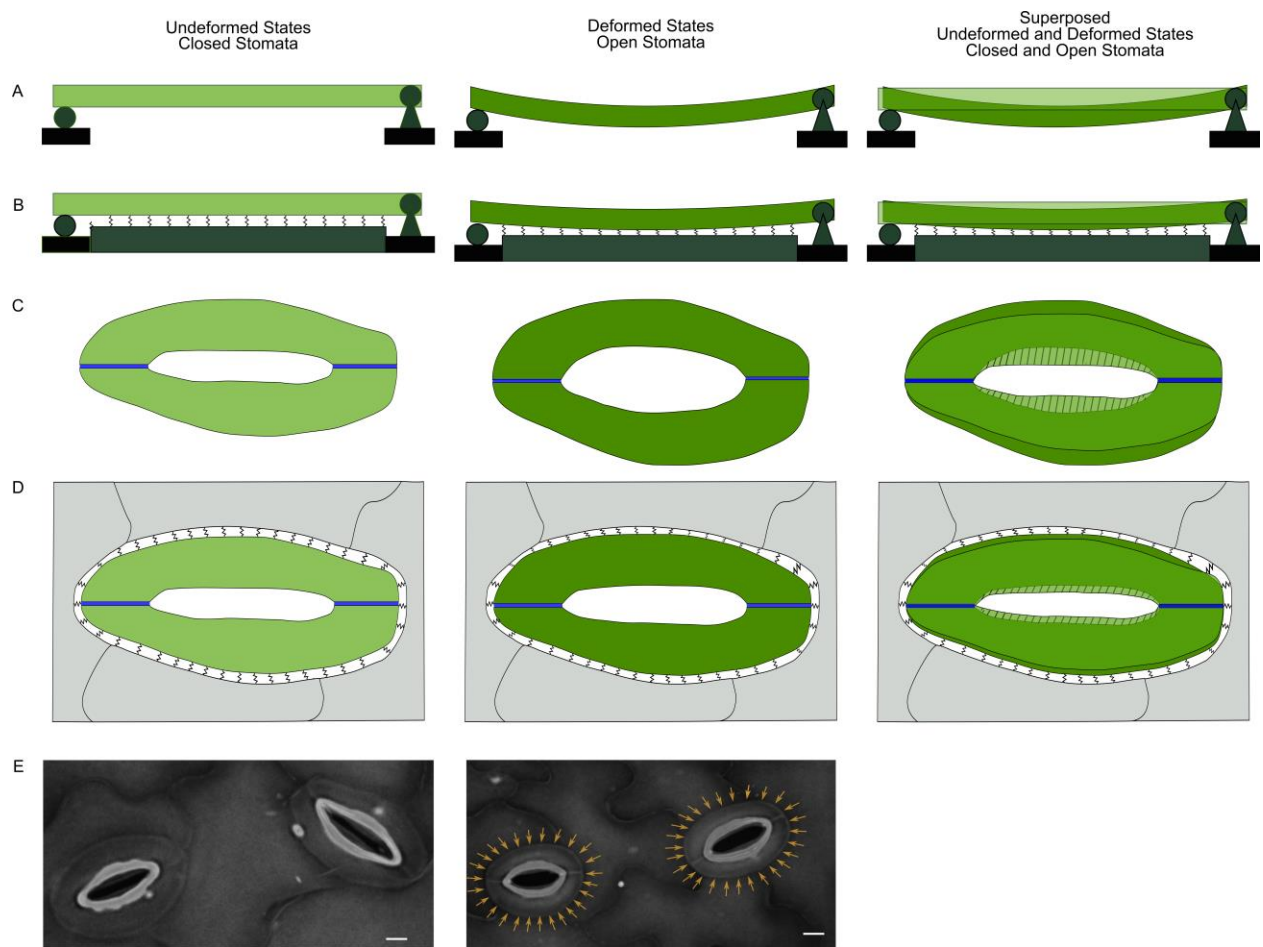 Undeformed States
Closed Stomata
Deformed States
Open Stomata
Superposed
Undeformed and Deformed States
Closed and Open Stomata
A
B
C
D
E